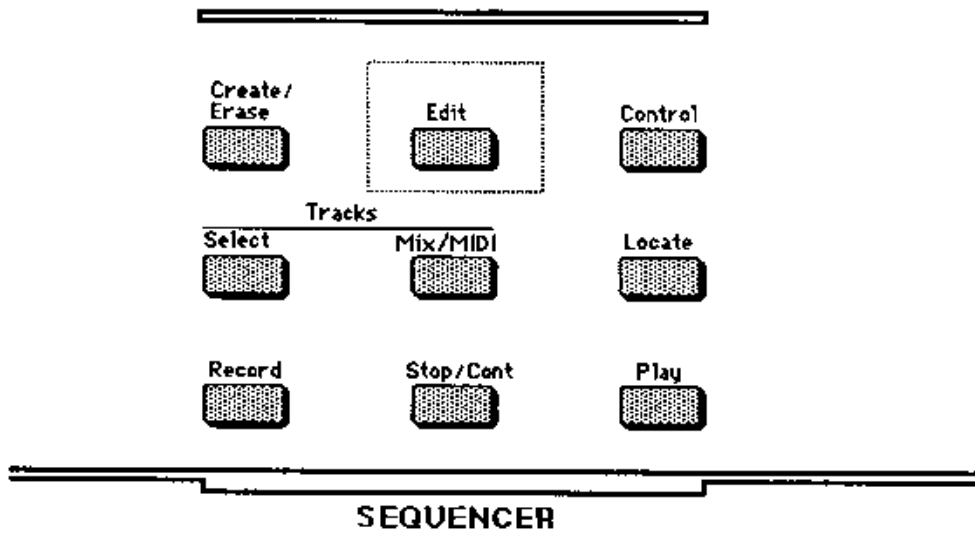 Create/
Erase
Edit
Control
Tracks
Select
Mix/MIDI
Locate
Record
Stop/Cont
Play
SEQUENCER